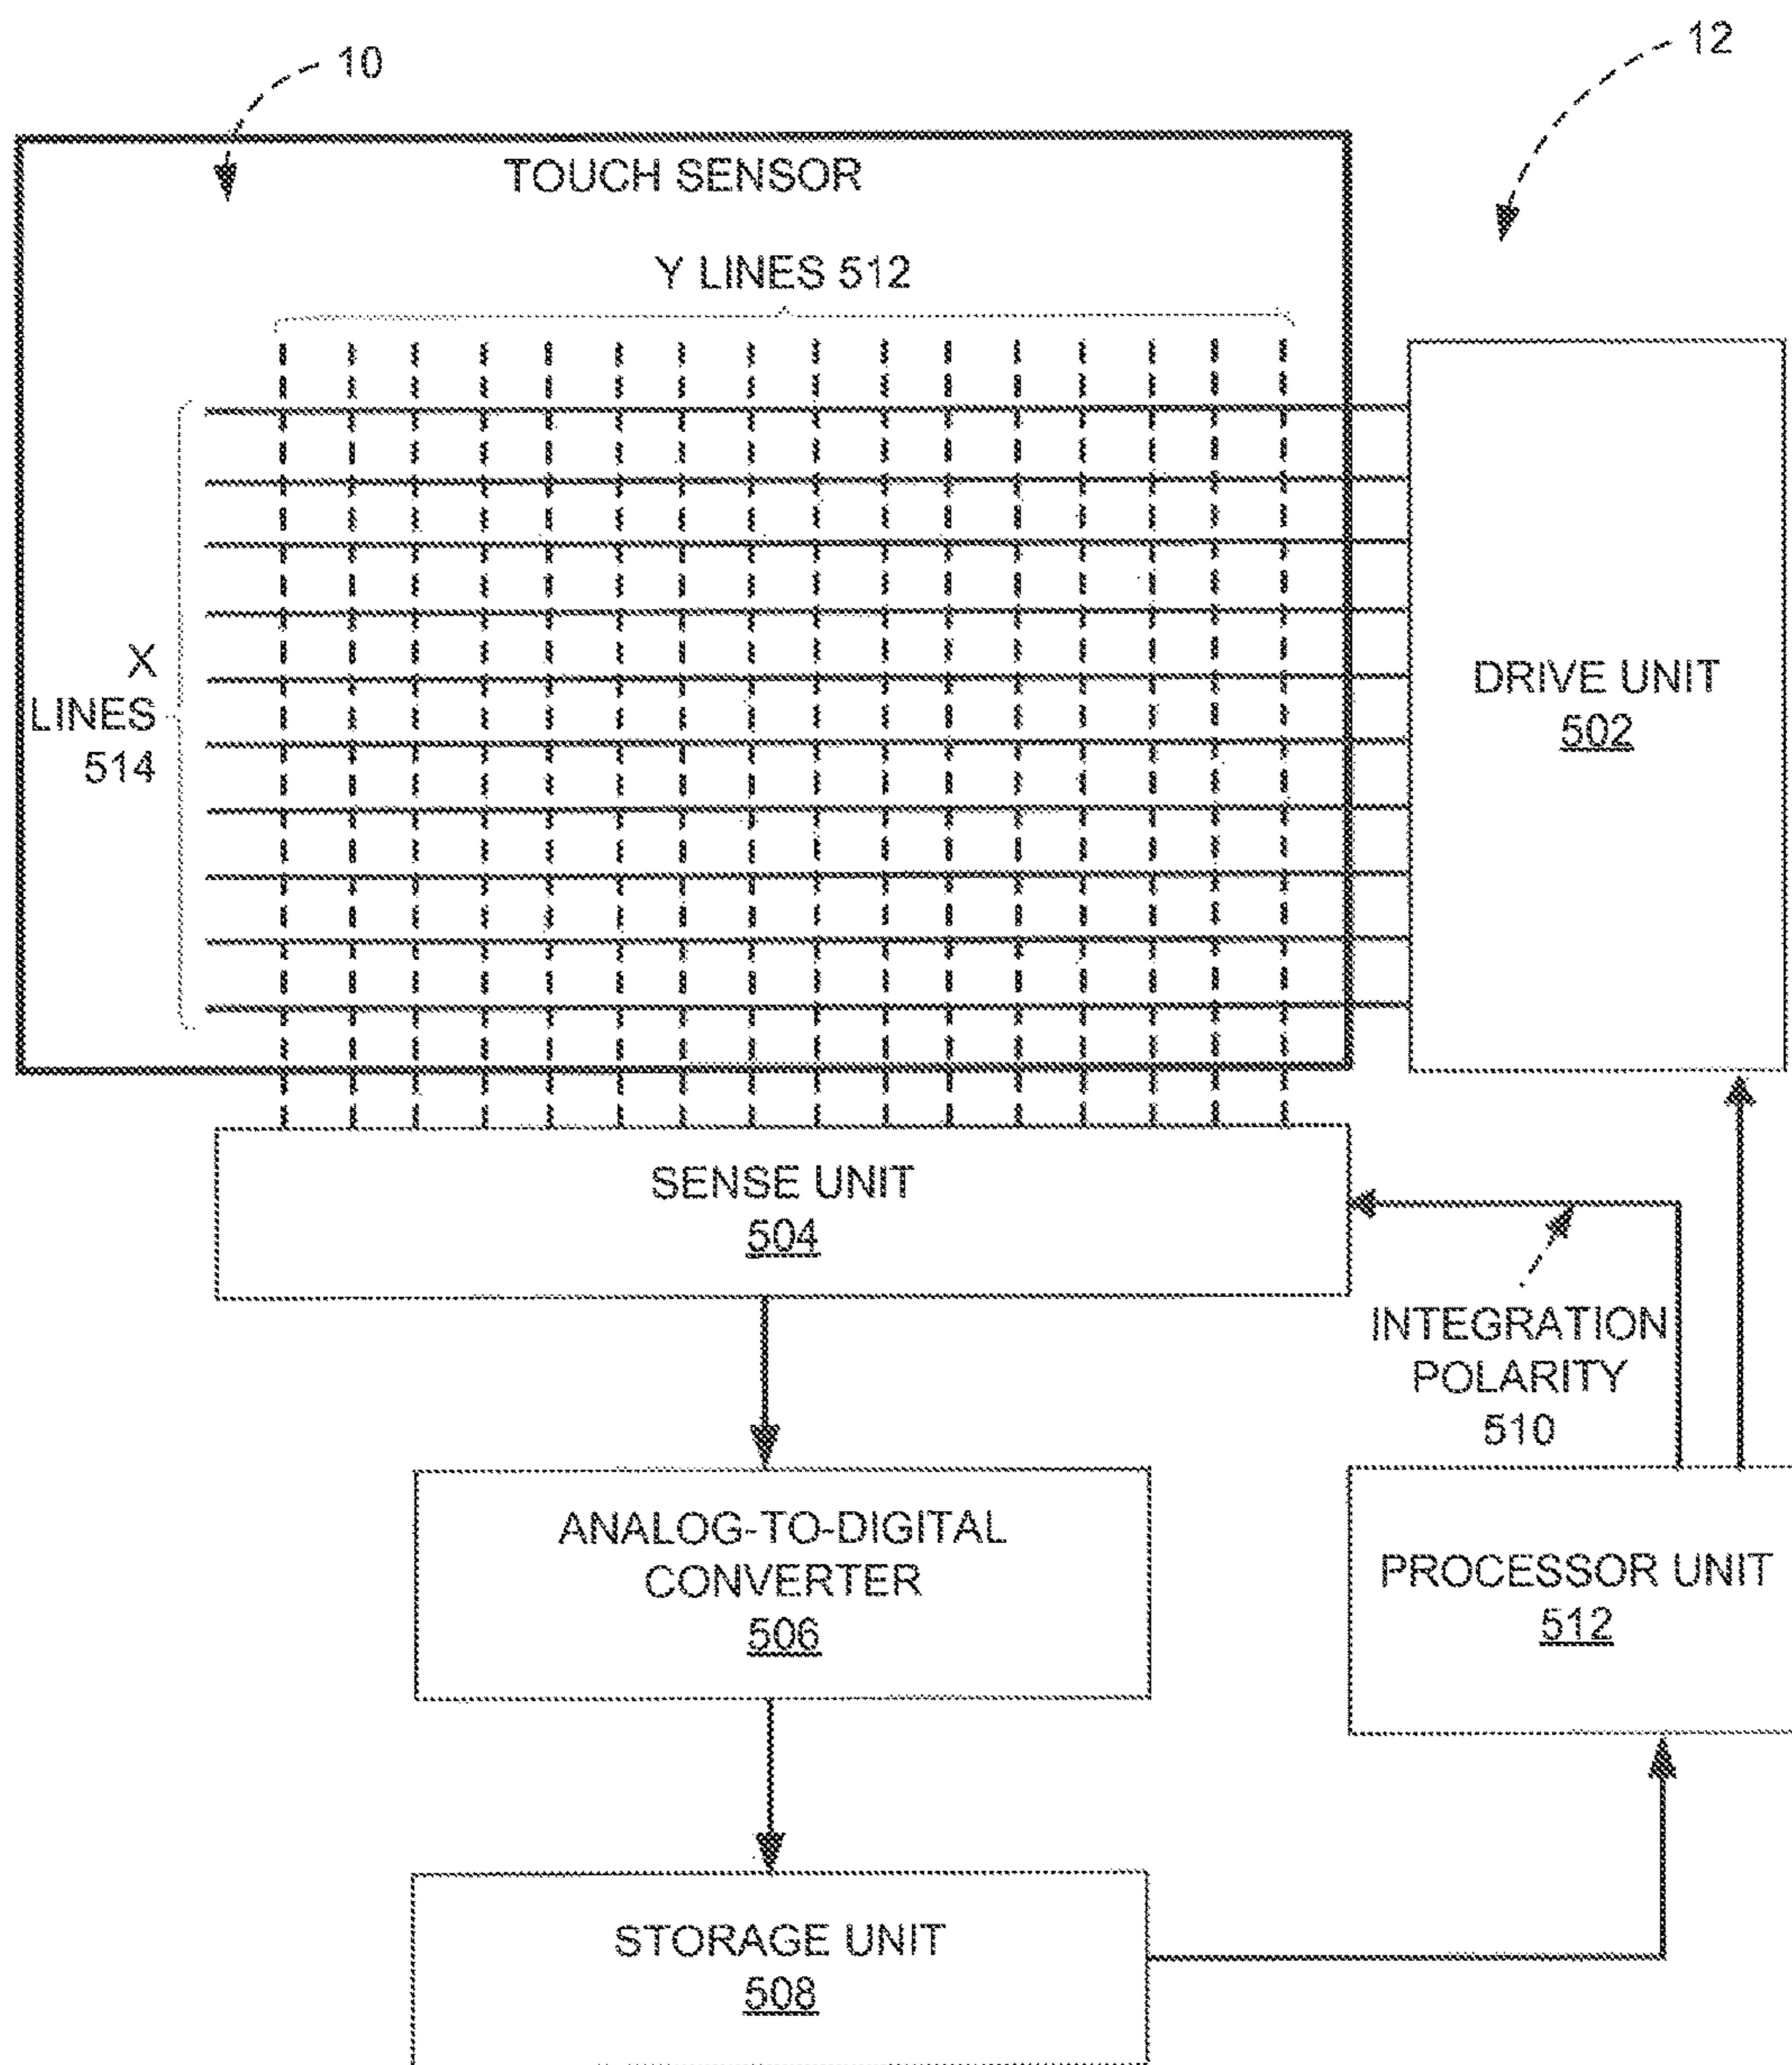 10
12
TOUCH SENSOR
Y LINES 512
X
LINES
514
DRIVE UNIT
502
SENSE UNIT
504
INTEGRATION
POLARITY
510
ANALOG-TO-DIGITAL
CONVERTER
506
PROCESSOR UNIT
512
STORAGE UNIT
508